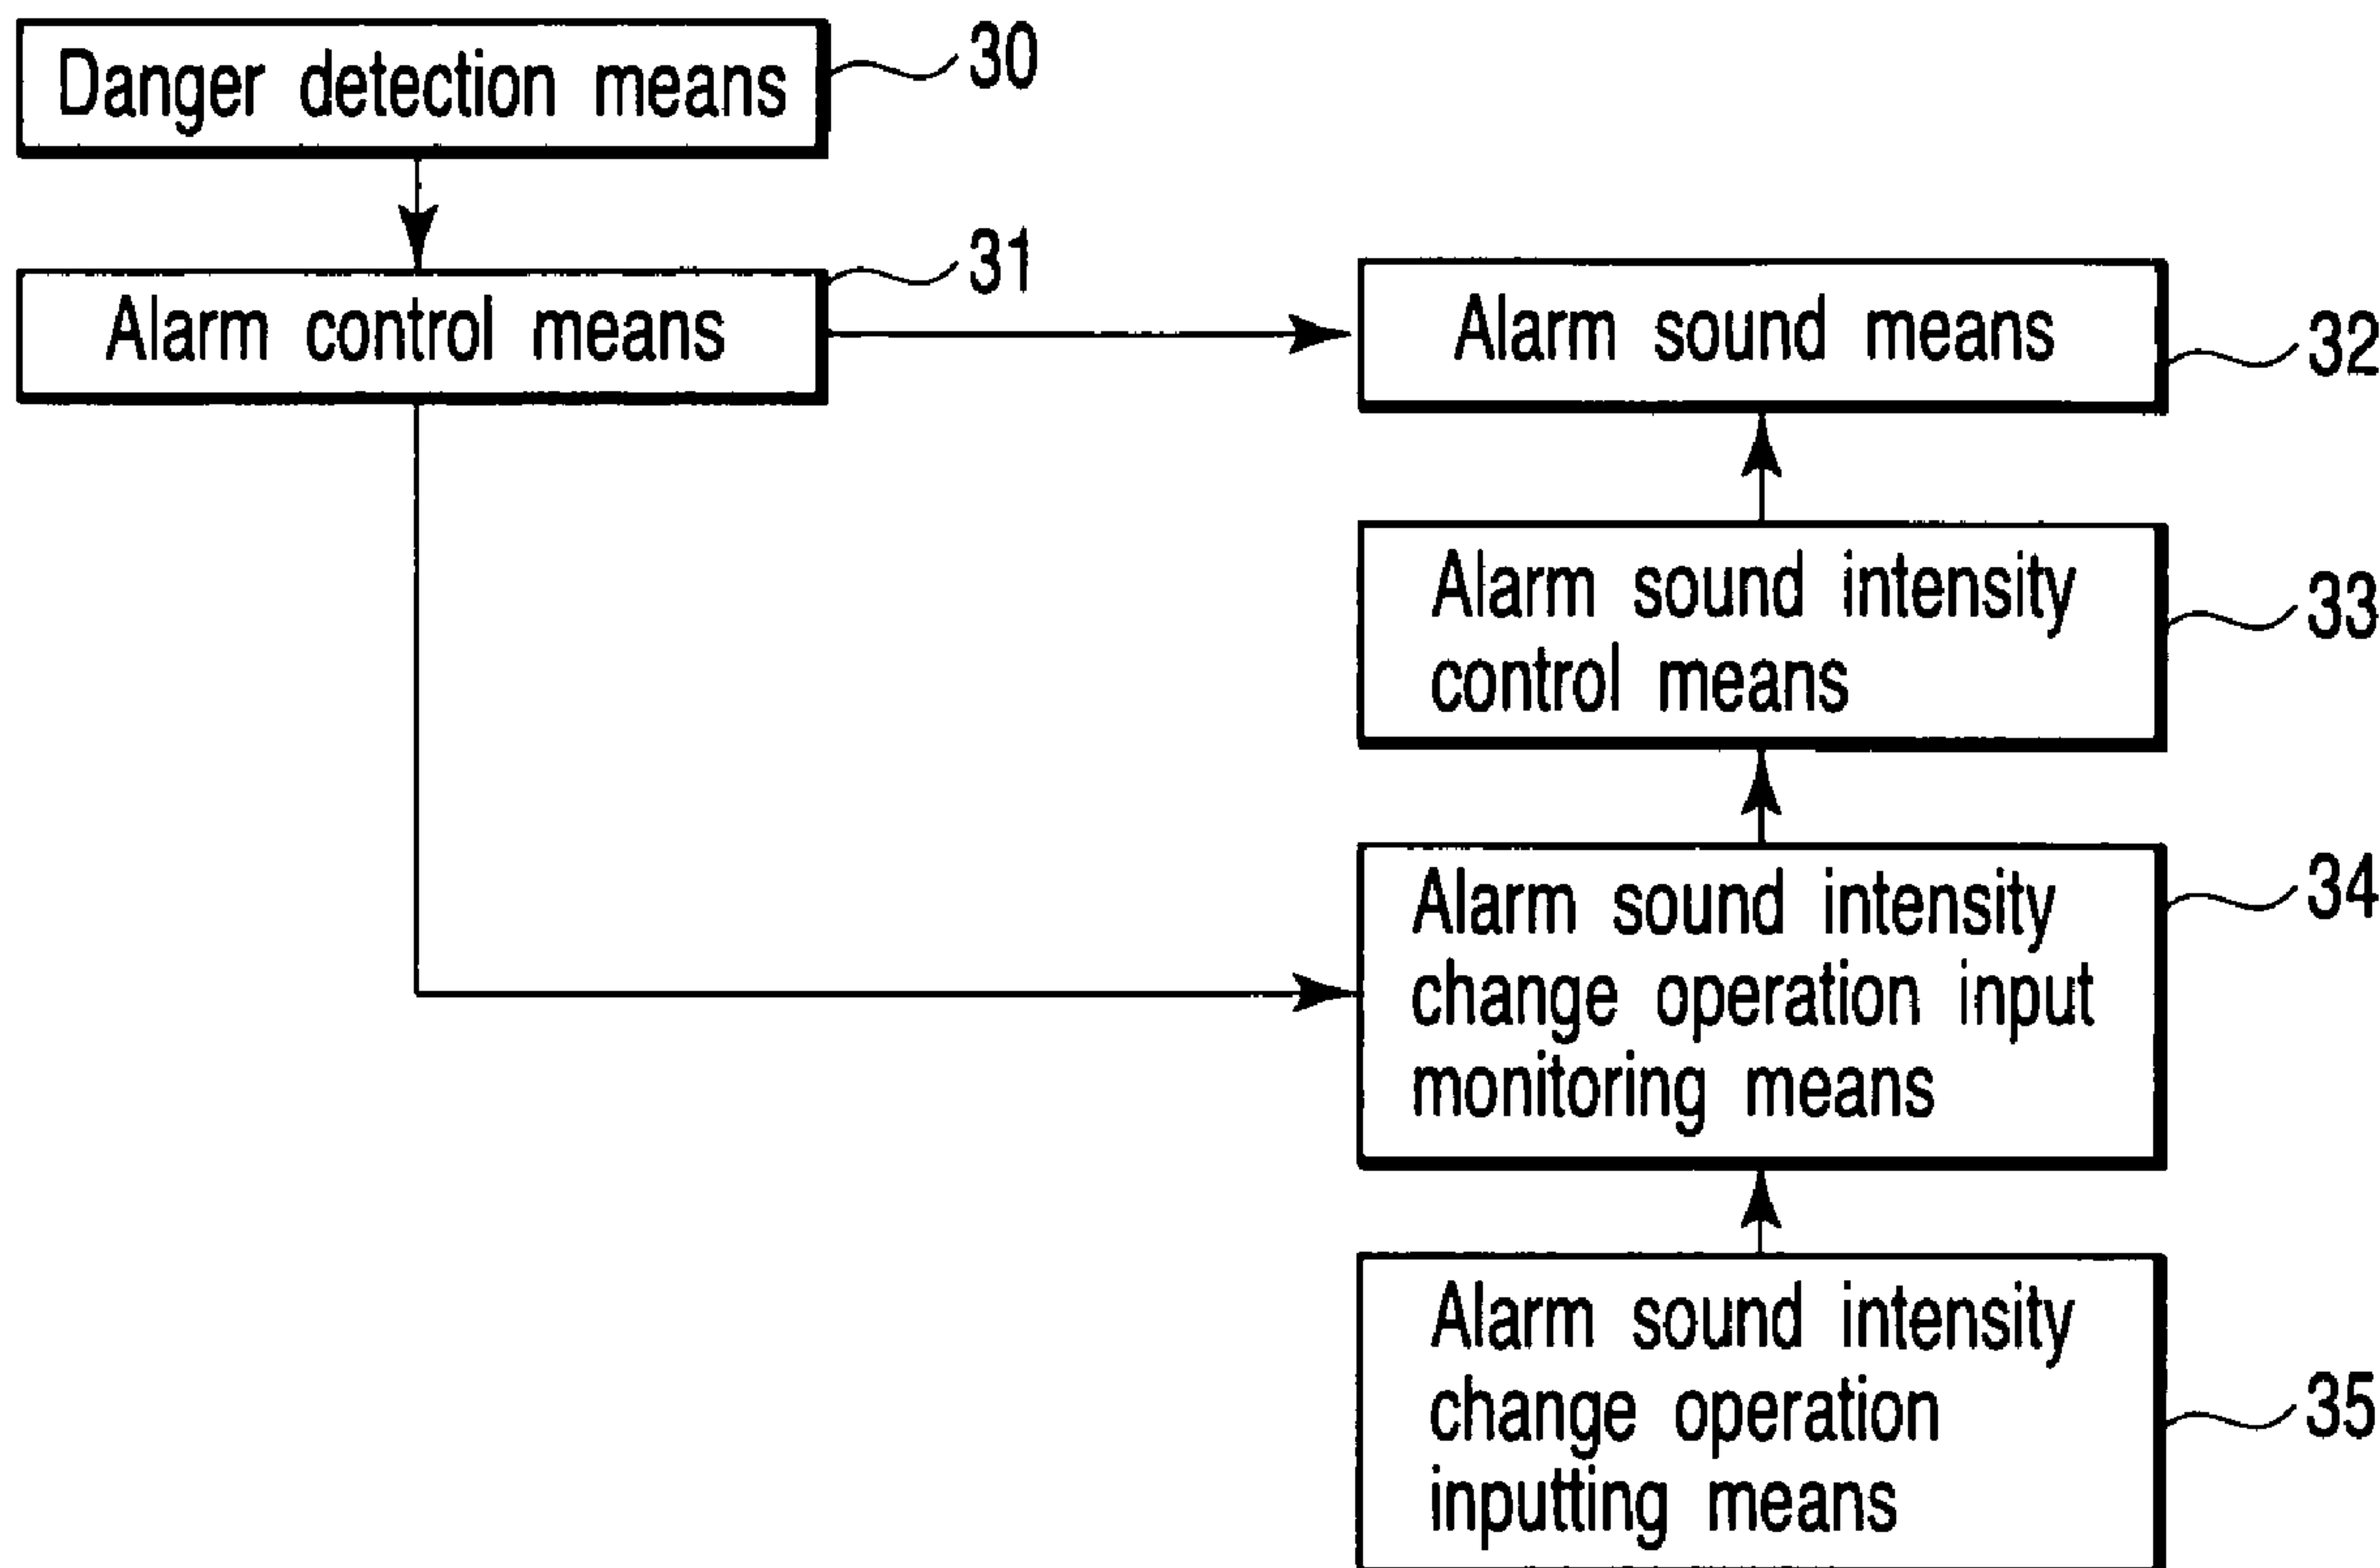 Danger detection means
30
Alarm control means
31
Alarm sound means
32
Alarm sound intensity
control means
33
Alarm sound intensity
change operation input
monitoring means
34
Alarm sound intensity
change operation
inputting means
35